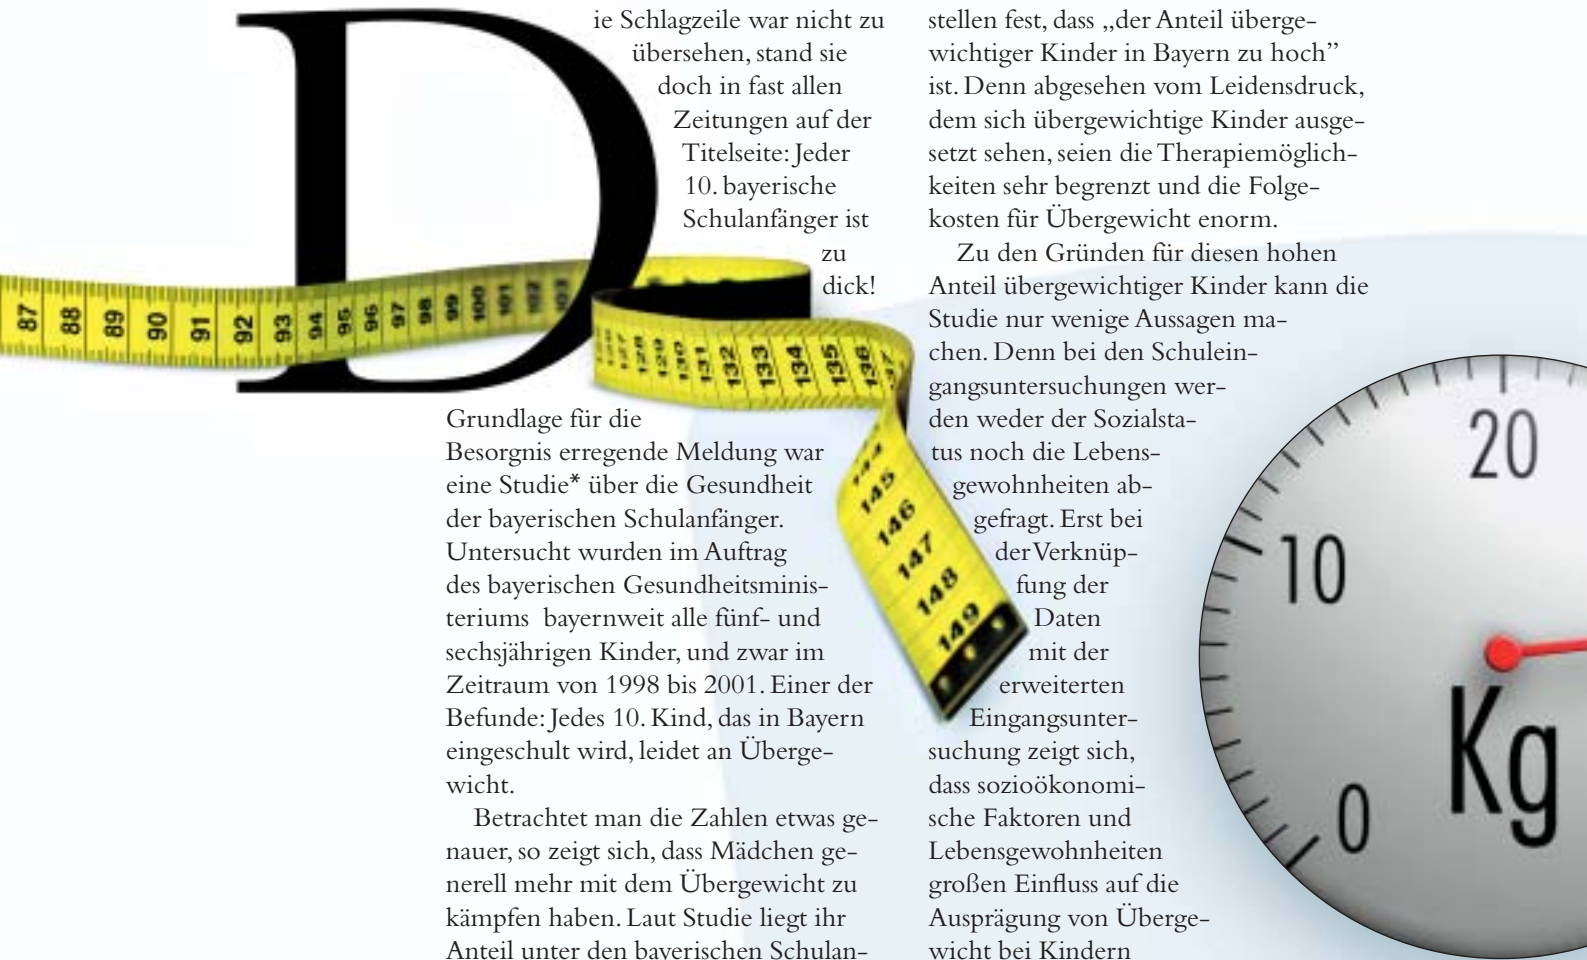 Die Schlagzeile war nicht zu
übersehen, stand sie
doch in fast allen
Zeitungen auf der
Titelseite: Jeder
10. bayerische
Schulanfänger ist
zu
dick!
Grundlage für die
Besorgnis erregende Meldung war
eine Studie* über die Gesundheit
der bayerischen Schulanfänger.
Untersucht wurden im Auftrag
des bayerischen Gesundheitsminis-
teriums bayernweit alle fünf- und
sechsjährigen Kinder, und zwar im
Zeitraum von 1998 bis 2001. Einer der
Befunde: Jedes 10. Kind, das in Bayern
eingeschult wird, leidet an Überge-
wicht.
Betrachtet man die Zahlen etwas ge-
nauer, so zeigt sich, dass Mädchen ge-
nerell mehr mit dem Übergewicht zu
kämpfen haben. Laut Studie liegt ihr
Anteil unter den bayerischen Schulan-
stellen fest, dass „der Anteil überge-
wichtiger Kinder in Bayern zu hoch”
ist. Denn abgesehen vom Leidensdruck,
dem sich übergewichtige Kinder ausge-
setzt sehen, seien die Therapiemöglich-
keiten sehr begrenzt und die Folge-
kosten für Übergewicht enorm.
Zu den Gründen für diesen hohen
Anteil übergewichtiger Kinder kann die
Studie nur wenige Aussagen ma-
chen. Denn bei den Schulein-
gangsuntersuchungen wer-
den weder der Sozialsta-
tus noch die Lebens-
gewohnheiten ab-
gefragt. Erst bei
der Verknüp-
fung der
Daten
mit der
erweiterten
Eingangsunter-
suchung zeigt sich,
dass sozioökonomi-
sche Faktoren und
Lebensgewohnheiten
großen Einfluss auf die
Ausprägung von Überge-
wicht bei Kindern
87 88 89 90 91 92 93 94 95 96 97 98 99 100 101 102 103
127 128 129 130 131 132 133 134 135 136 137
144
145
146
147
148
149
20
10
0
Kg